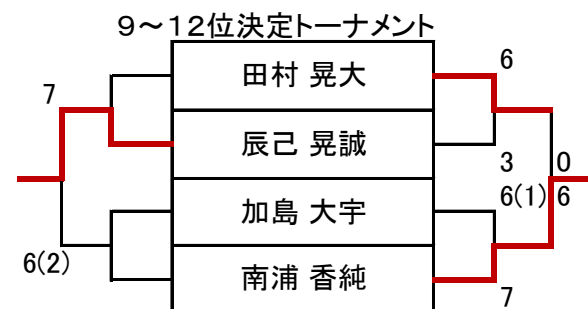 9～12位決定トーナメント
田村 晃大
6
7
辰己 晃誠
3
0
加島 大宇
6(1)
6
6(2)
南浦 香純
7